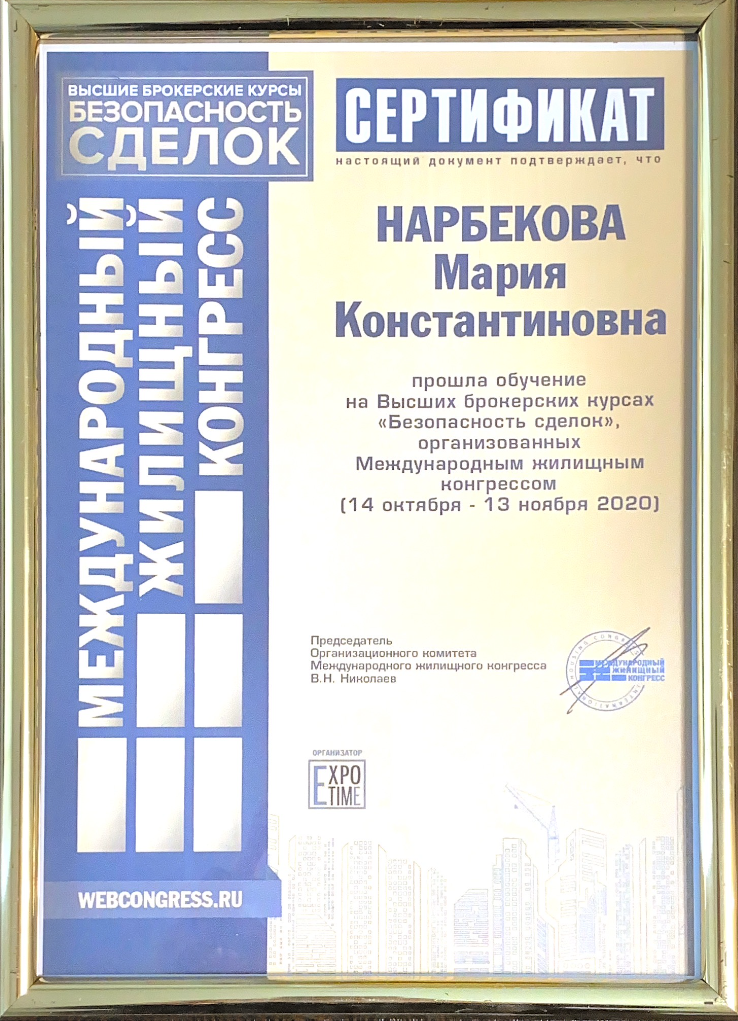 ВЫСШИЕ БРОКЕРСКИЕ КУРСЫ
БЕЗОПАСНОСТЬ
СДЕЛОК
МЕЖДУНАРОДНЫЙ
ЖИЛИЩНЫЙ
КОНГРЕСС
WEBCONGRESS.RU
СЕРТИФИКАТ
настоящий документ подтверждает, что
НАРБЕКОВА
Мария
Константиновна
прошла обучение
на Высших брокерских курсах
«Безопасность сделок»,
организованных
Международным жилищным
конгрессом
(14 октября - 13 ноября 2020)
Председатель
Организационного комитета
Международного жилищного конгресса
В.Н. Николаев
МЕЖДУНАРОДНЫЙ
ЖИЛИЩНЫЙ
КОНГРЕСС
ОРГАНИЗАТОР
EXPO
TIME